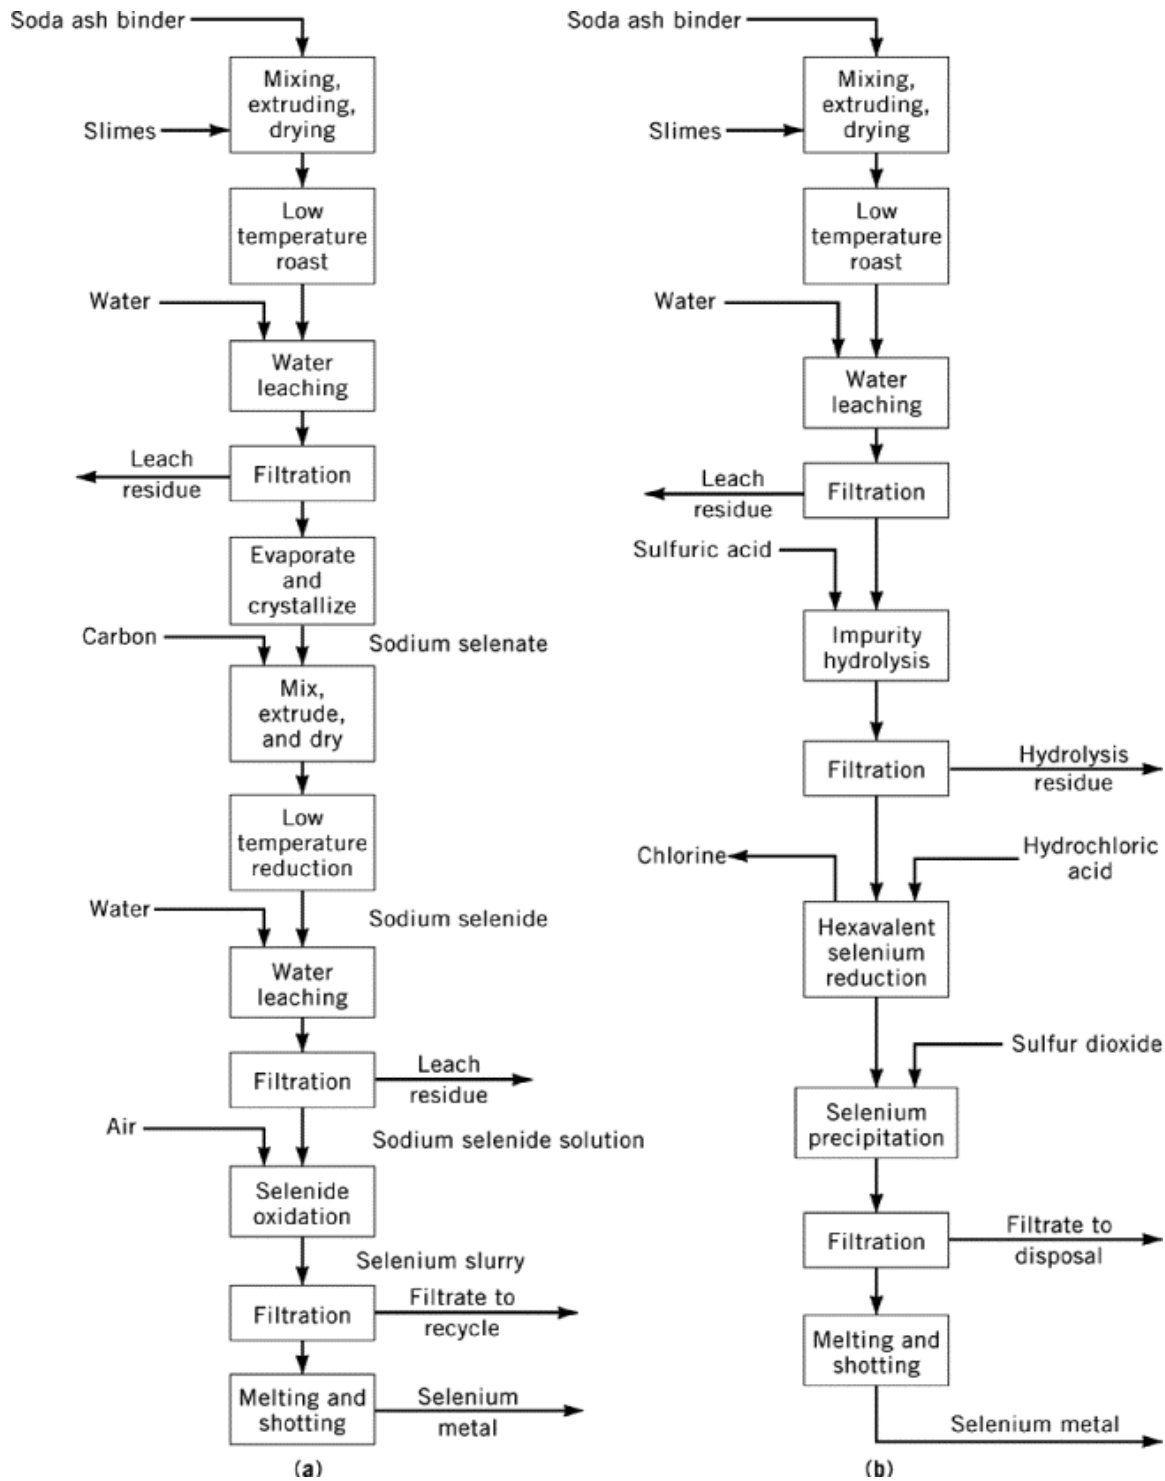 Soda ash binder
Mixing,
extruding,
drying
Slimes
Low
temperature
roast
Water
Water
leaching
Leach
residue
Filtration
Evaporate
and
crystallize
Carbon
Sodium selenate
Mix,
extrude,
and dry
Low
temperature
reduction
Water
Sodium selenide
Water
leaching
Filtration
Leach
residue
Air
Sodium selenide solution
Selenide
oxidation
Selenium slurry
Filtration
Filtrate to
recycle
Melting and
shotting
Selenium
metal
(a)
Soda ash binder
Mixing,
extruding,
drying
Slimes
Low
temperature
roast
Water
Water
leaching
Leach
residue
Filtration
Sulfuric acid
Impurity
hydrolysis
Filtration
Hydrolysis
residue
Chlorine
Hydrochloric
acid
Hexavalent
selenium
reduction
Sulfur dioxide
Selenium
precipitation
Filtration
Filtrate to
disposal
Melting and
shotting
Selenium metal
(b)